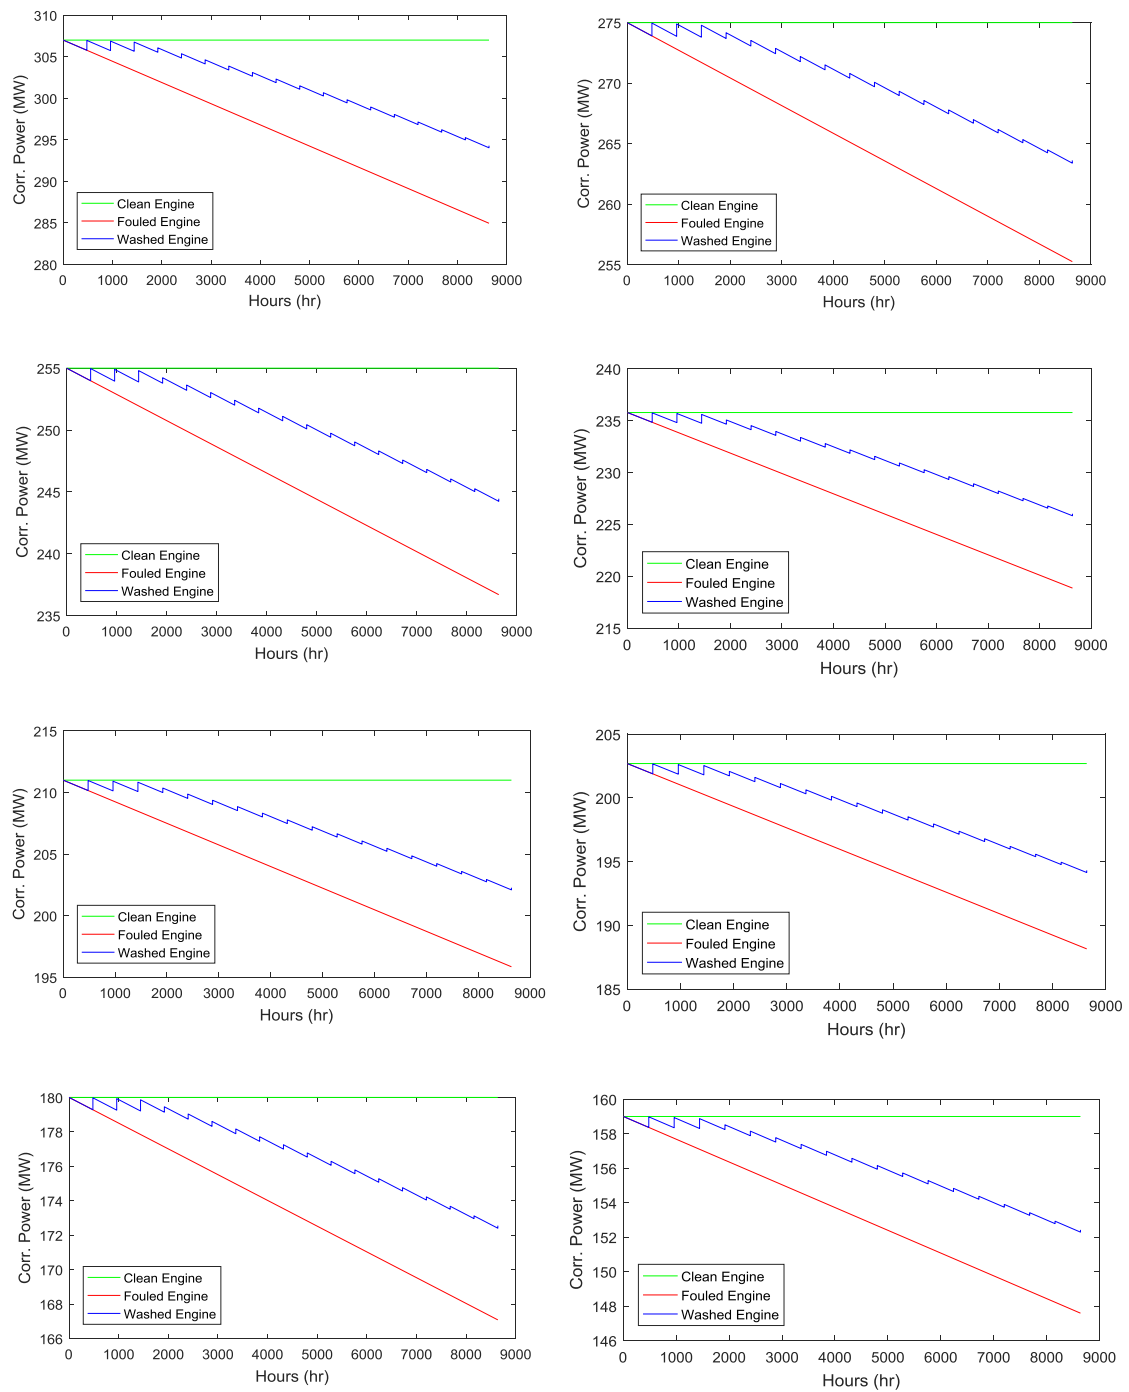 310
305
300
295
290
285
280
Corr. Power (MW)
Clean Engine
Fouled Engine
Washed Engine
0 1000 2000 3000 4000 5000 6000 7000 8000 9000
Hours (hr)
275
270
265
260
255
Corr. Power (MW)
Clean Engine
Fouled Engine
Washed Engine
0 1000 2000 3000 4000 5000 6000 7000 8000 9000
Hours (hr)
255
250
245
240
235
Corr. Power (MW)
Clean Engine
Fouled Engine
Washed Engine
0 1000 2000 3000 4000 5000 6000 7000 8000 9000
Hours (hr)
240
235
230
225
220
215
Corr. Power (MW)
Clean Engine
Fouled Engine
Washed Engine
0 1000 2000 3000 4000 5000 6000 7000 8000 9000
Hours (hr)
215
210
205
200
195
Corr. Power (MW)
Clean Engine
Fouled Engine
Washed Engine
0 1000 2000 3000 4000 5000 6000 7000 8000 9000
Hours (hr)
205
200
195
190
185
Corr. Power (MW)
Clean Engine
Fouled Engine
Washed Engine
0 1000 2000 3000 4000 5000 6000 7000 8000 9000
Hours (hr)
180
178
176
174
172
170
168
166
Corr. Power (MW)
Clean Engine
Fouled Engine
Washed Engine
0 1000 2000 3000 4000 5000 6000 7000 8000 9000
Hours (hr)
160
158
156
154
152
150
148
146
Corr. Power (MW)
Clean Engine
Fouled Engine
Washed Engine
0 1000 2000 3000 4000 5000 6000 7000 8000 9000
Hours (hr)